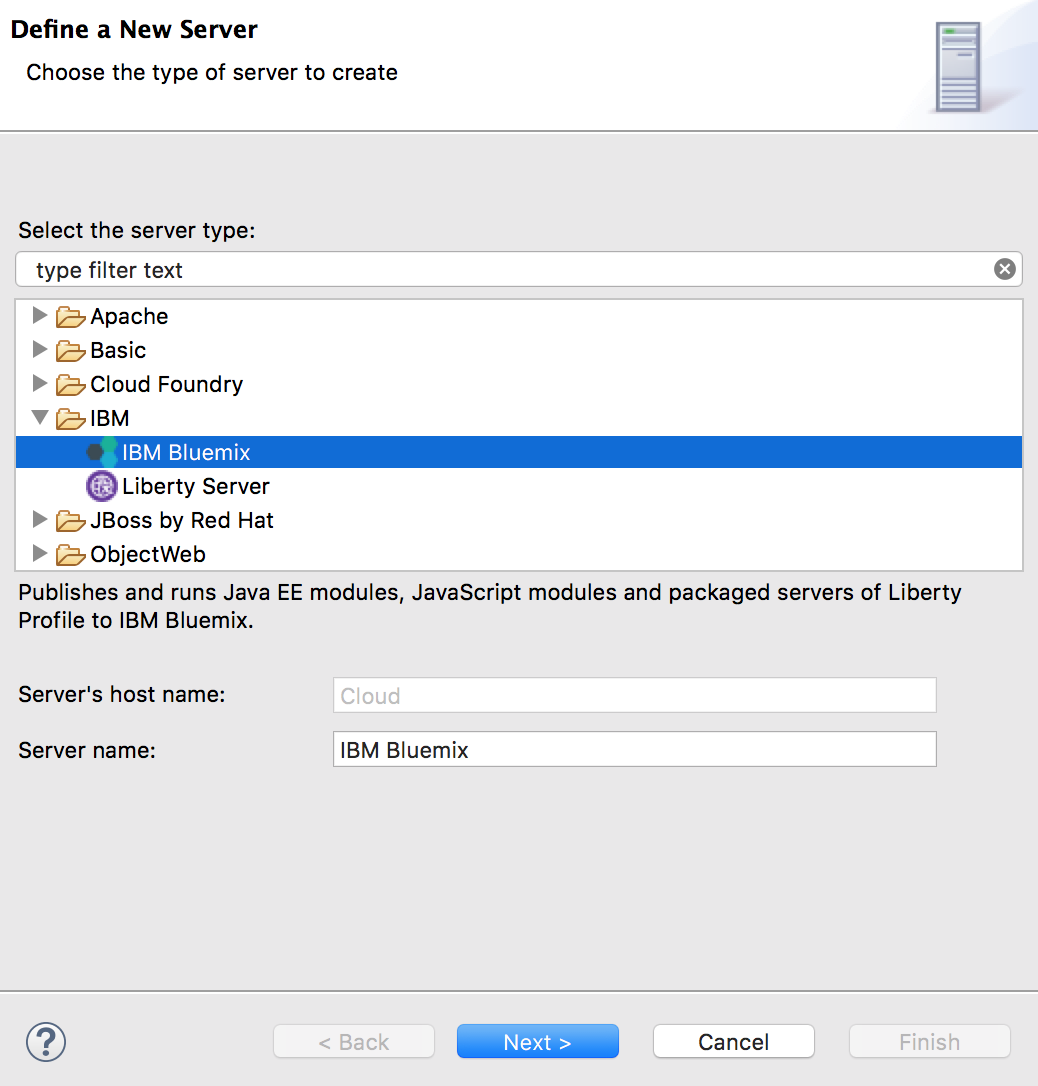 Define a New Server
Choose the type of server to create
Select the server type:
type filter text
Apache
Basic
Cloud Foundry
IBM
IBM Bluemix
Liberty Server
JBoss by Red Hat
ObjectWeb
Publishes and runs Java EE modules, JavaScript modules and packaged servers of Liberty
Profile to IBM Bluemix.
Server's host name: Cloud
Server name: IBM Bluemix
? < Back Next > Cancel Finish